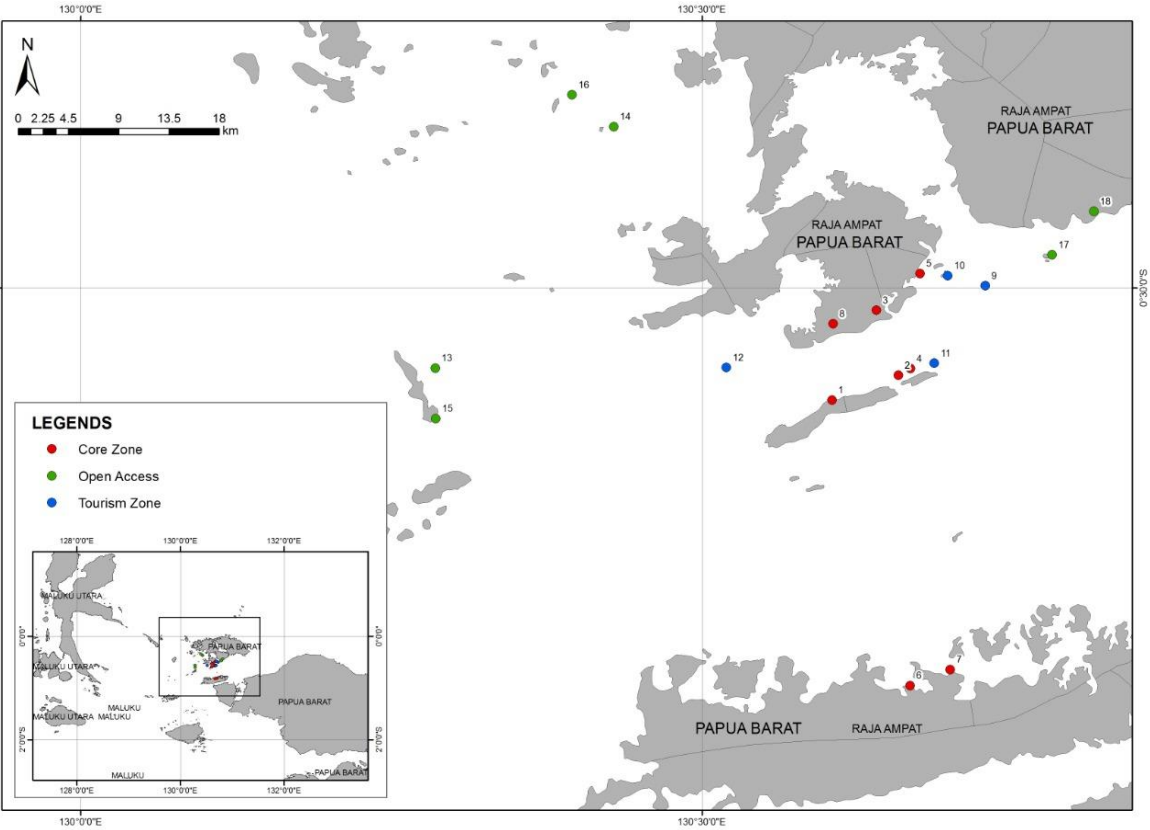 130°0'0"E
130°30'0"E
N
0 2.25 4.5 9 13.5 18
km
16
14
RAJA AMPAT
PAPUA BARAT
18
RAJA AMPAT
PAPUA BARAT
17
5
10
9
0°30'S
3
8
13
12
2
4
11
1
15
LEGENDS
Core Zone
Open Access
Tourism Zone
128°0'0"E
130°0'0"E
132°0'0"E
MALUKU UTARA
0°0'0"
0°0'0"
PAPUA BARAT
MALUKU UTARA
PAPUA BARAT
MALUKU
MALUKU UTARA
MALUKU
2°0'S
2°0'S
MALUKU
PAPUA BARAT
128°0'0"E
130°0'0"E
132°0'0"E
7
6
PAPUA BARAT
RAJA AMPAT
130°0'0"E
130°30'0"E